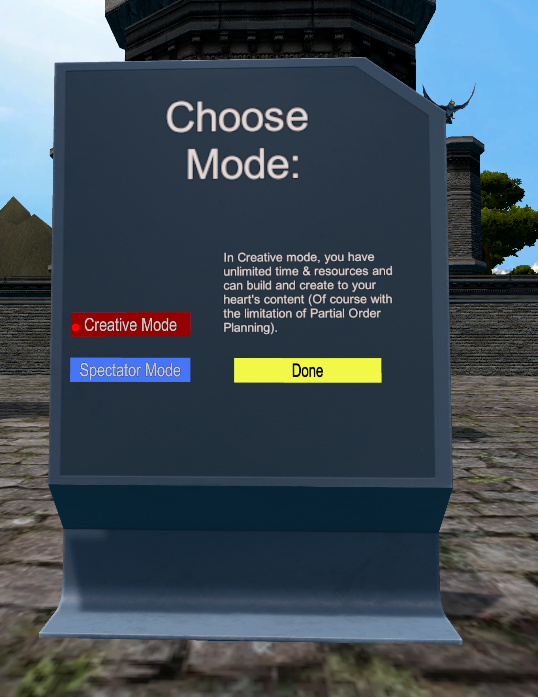 Choose
Mode:
In Creative mode, you have
unlimited time & resources and
can build and create to your
heart's content (Of course with
the limitation of Partial Order
Planning).
Creative Mode
Spectator Mode
Done